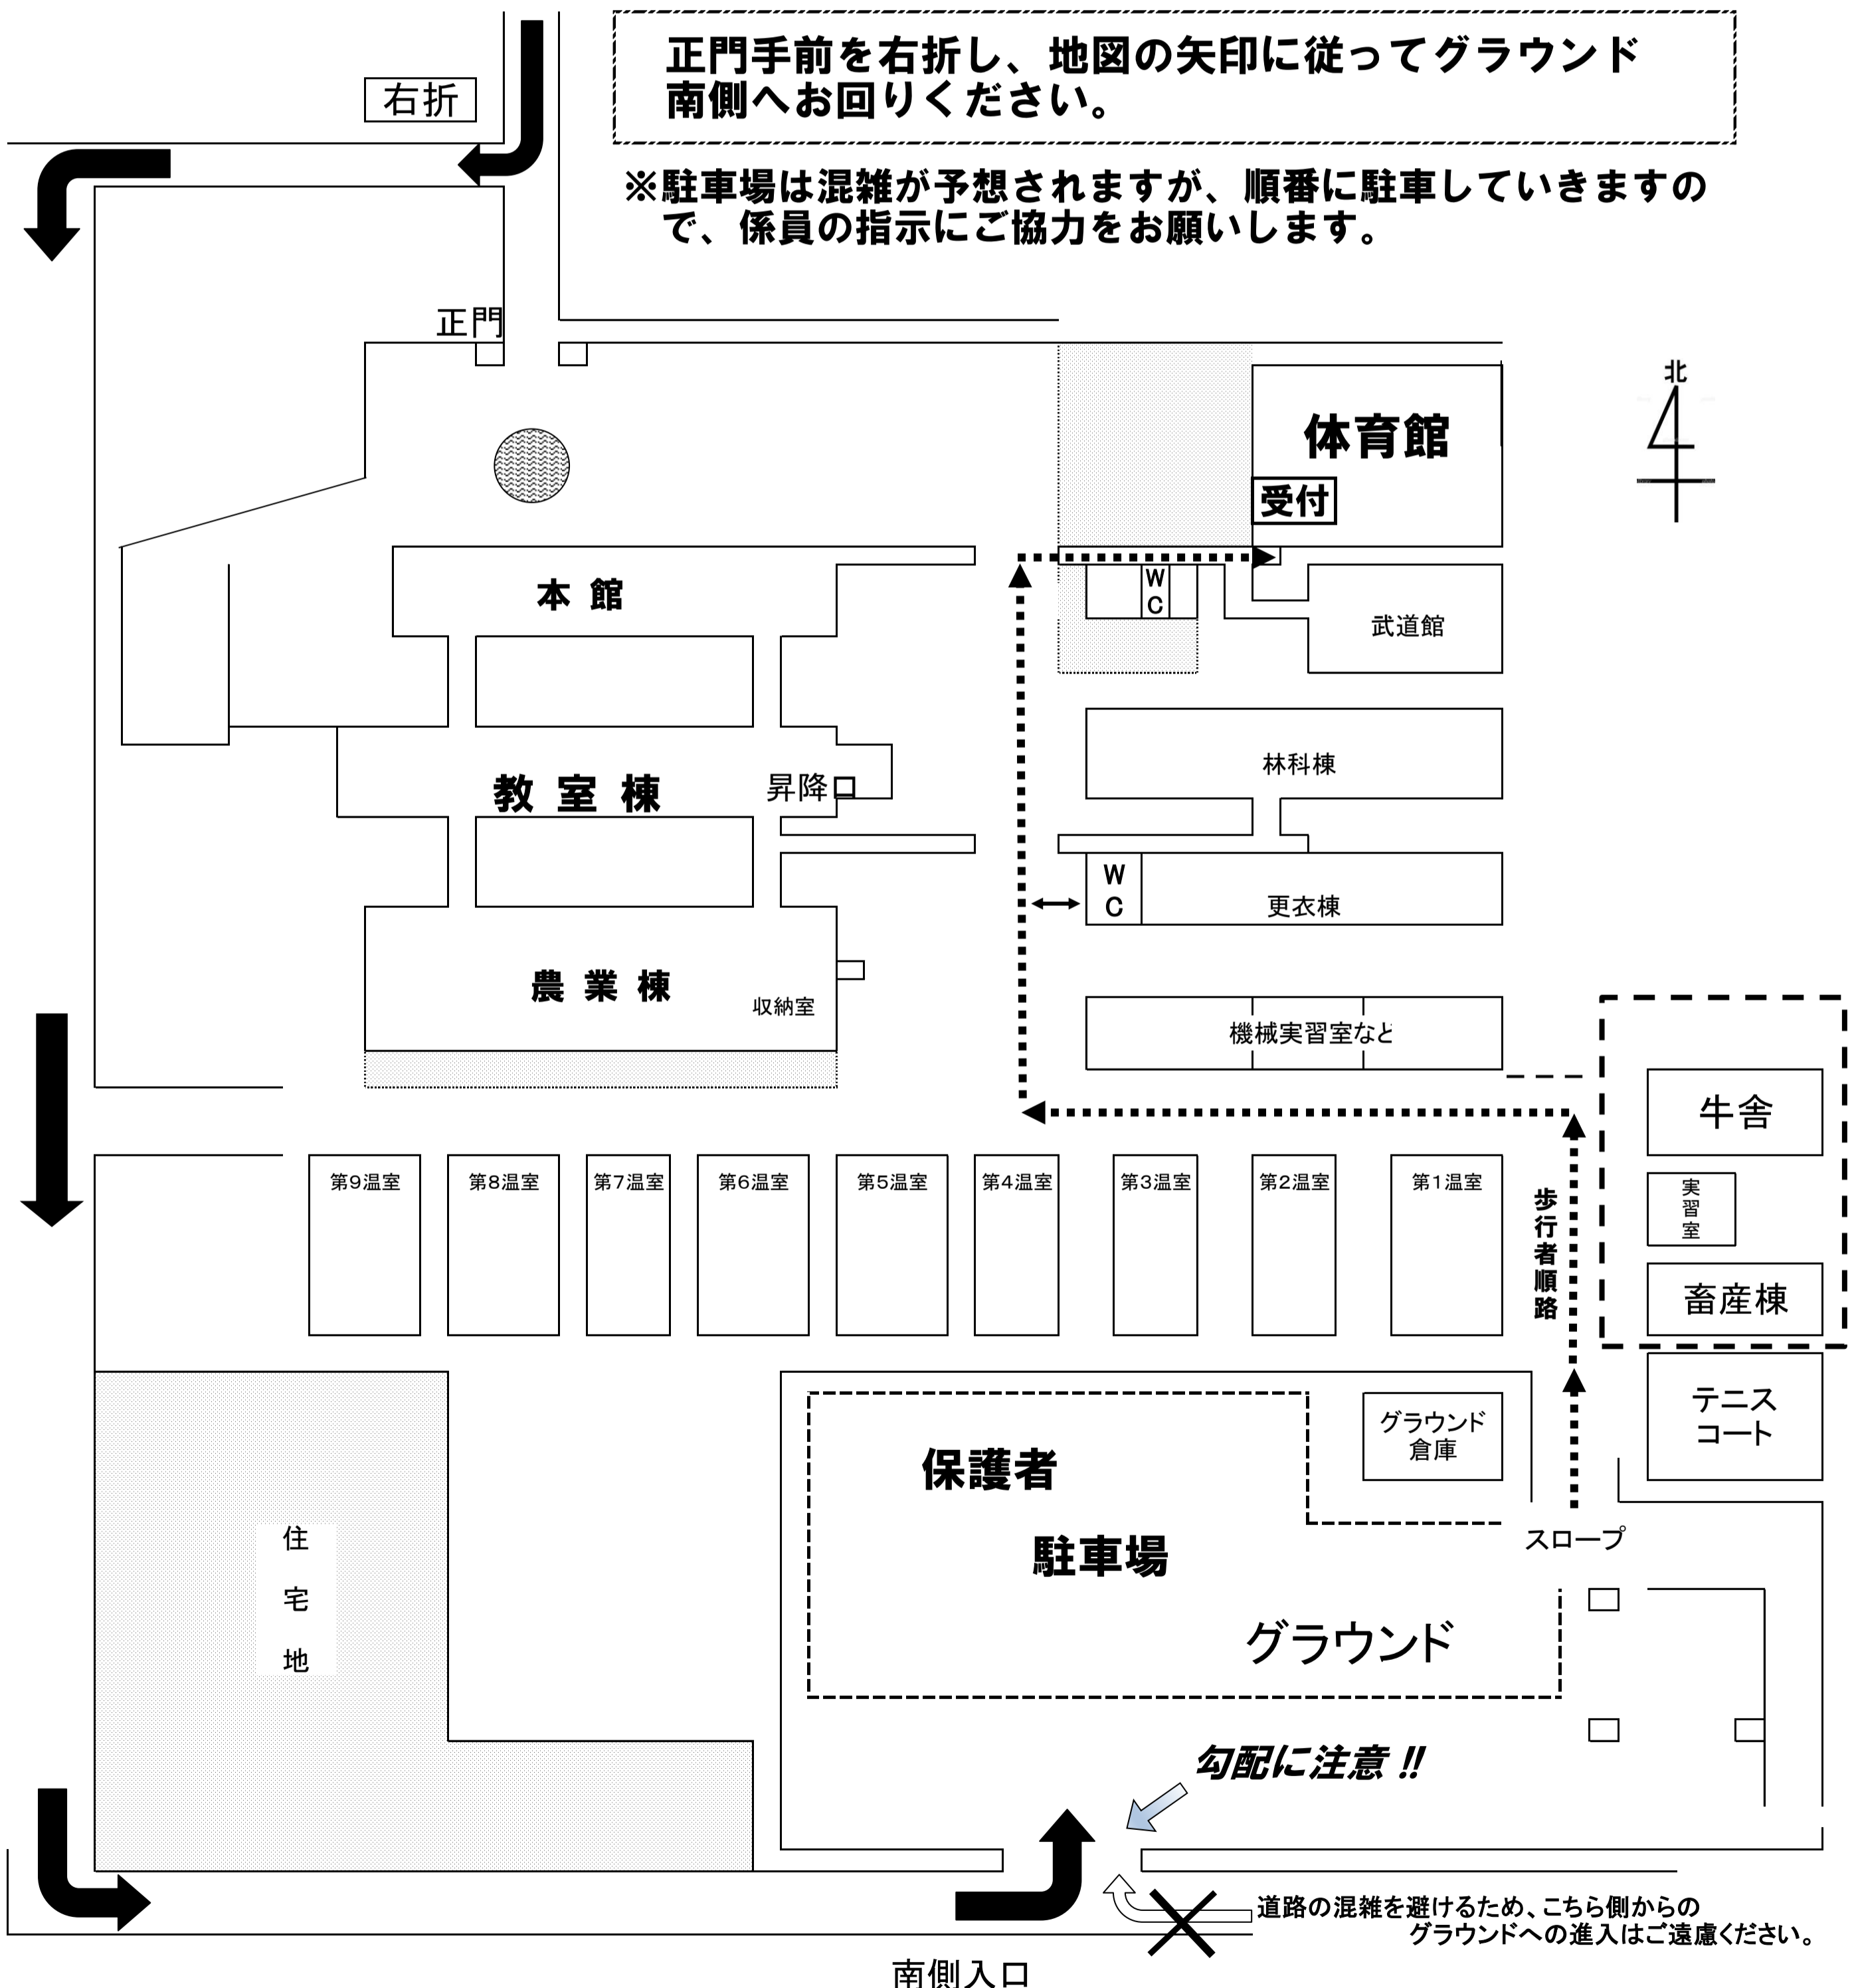 正門手前を右折し、地図の矢印に従ってグラウンド
南側へお回りください。
右折
※駐車場は混雑が予想されますが、順番に駐車していきますの
で、係員の指示にご協力をお願いします。
正門
北
体育館
受付
本 館
W
C
武道館
林科棟
教 室 棟
昇降口
W
C
更衣棟
農 業 棟
収納室
機械実習室など
牛舎
第9温室
第8温室
第7温室
第6温室
第5温室
第4温室
第3温室
第2温室
第1温室
歩行者順路
実習室
畜産棟
テニス
コート
グラウンド
倉庫
保護者
駐車場
スロープ
住宅地
グラウンド
勾配に注意!!
道路の混雑を避けるため、こちら側からの
グラウンドへの進入はご遠慮ください。
南側入口